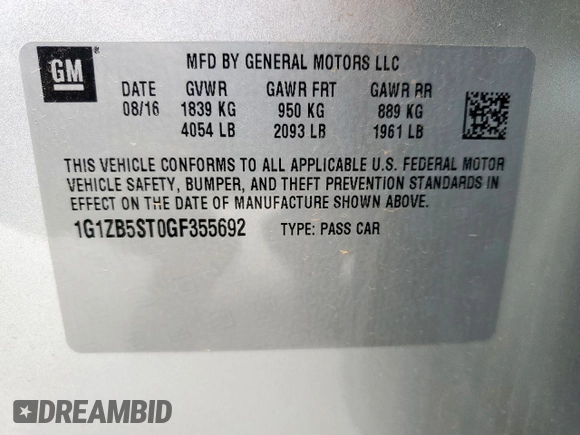 GM
MFD BY GENERAL MOTORS LLC
DATE GVWR GAWR FRT GAWR RR
08/16 1839 KG 950 KG 889 KG
4054 LB 2093 LB 1961 LB
THIS VEHICLE CONFORMS TO ALL APPLICABLE U.S. FEDERAL MOTOR
VEHICLE SAFETY, BUMPER, AND THEFT PREVENTION STANDARDS IN
EFFECT ON THE DATE OF MANUFACTURE SHOWN ABOVE.
1G1ZB5ST0GF355692 TYPE: PASS CAR
DREAMBID